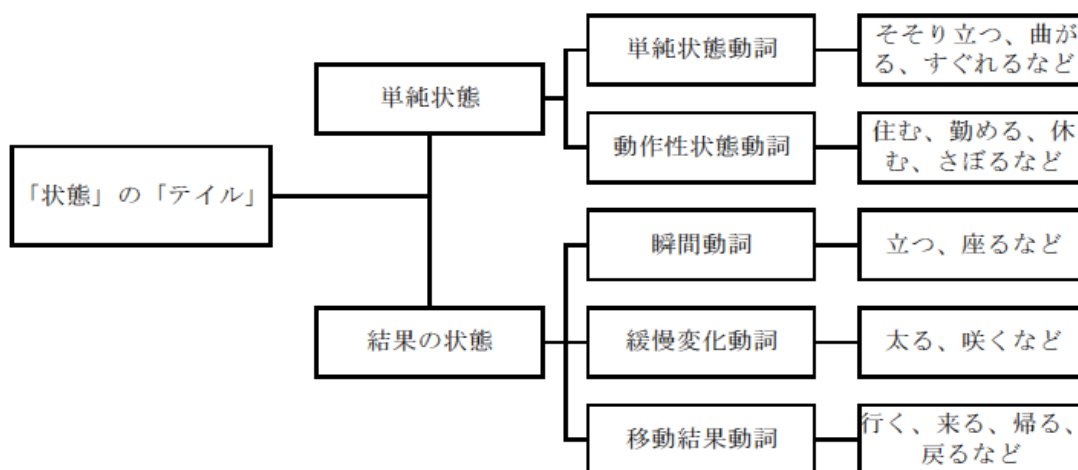 「状態」の「テイル」
単純状態
単純状態動詞
そそり立つ、曲が
る、すぐれるなど
動作性状態動詞
住む、勤める、休
む、さぼるなど
結果の状態
瞬間動詞
立つ、座るなど
緩慢変化動詞
太る、咲くなど
移動結果動詞
行く、来る、帰る、
戻るなど